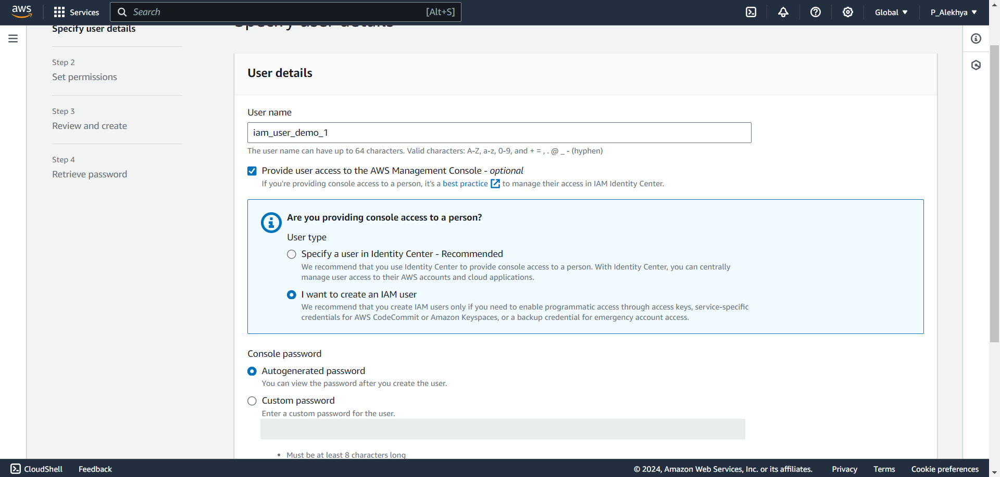 aws
Services
Search
[Alt+S]
Global
P_Alekhya
Specify user details
Specify user details
Step 2
Set permissions
Step 3
Review and create
Step 4
Retrieve password
User details
User name
iam_user_demo_1
The user name can have up to 64 characters. Valid characters: A-Z, a-z, 0-9, and + = , . @ _ - (hyphen)
Provide user access to the AWS Management Console - optional
If you're providing console access to a person, it's a best practice to manage their access in IAM Identity Center.
Are you providing console access to a person?
User type
Specify a user in Identity Center - Recommended
We recommend that you use Identity Center to provide console access to a person. With Identity Center, you can centrally
manage user access to their AWS accounts and cloud applications.
I want to create an IAM user
We recommend that you create IAM users only if you need to enable programmatic access through access keys, service-specific
credentials for AWS CodeCommit or Amazon Keyspaces, or a backup credential for emergency account access.
Console password
Autogenerated password
You can view the password after you create the user.
Custom password
Enter a custom password for the user.
• Must be at least 8 characters long
CloudShell
Feedback
© 2024, Amazon Web Services, Inc. or its affiliates.
Privacy
Terms
Cookie preferences